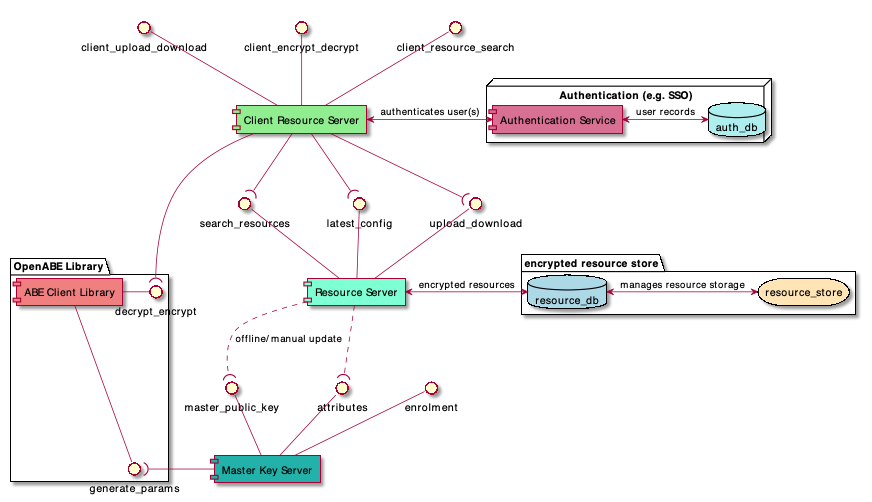 client_upload_download
client_encrypt_decrypt
client_resource_search
Authentication (e.g. SSO)
Client Resource Server
authenticates user(s)
Authentication Service
user records
auth_db
search_resources
latest_config
upload_download
OpenABE Library
ABE Client Library
decrypt_encrypt
Resource Server
encrypted resources
encrypted resource store
resource_db
manages resource storage
resource_store
offline/manual update
master_public_key
attributes
enrolment
Master Key Server
generate_params